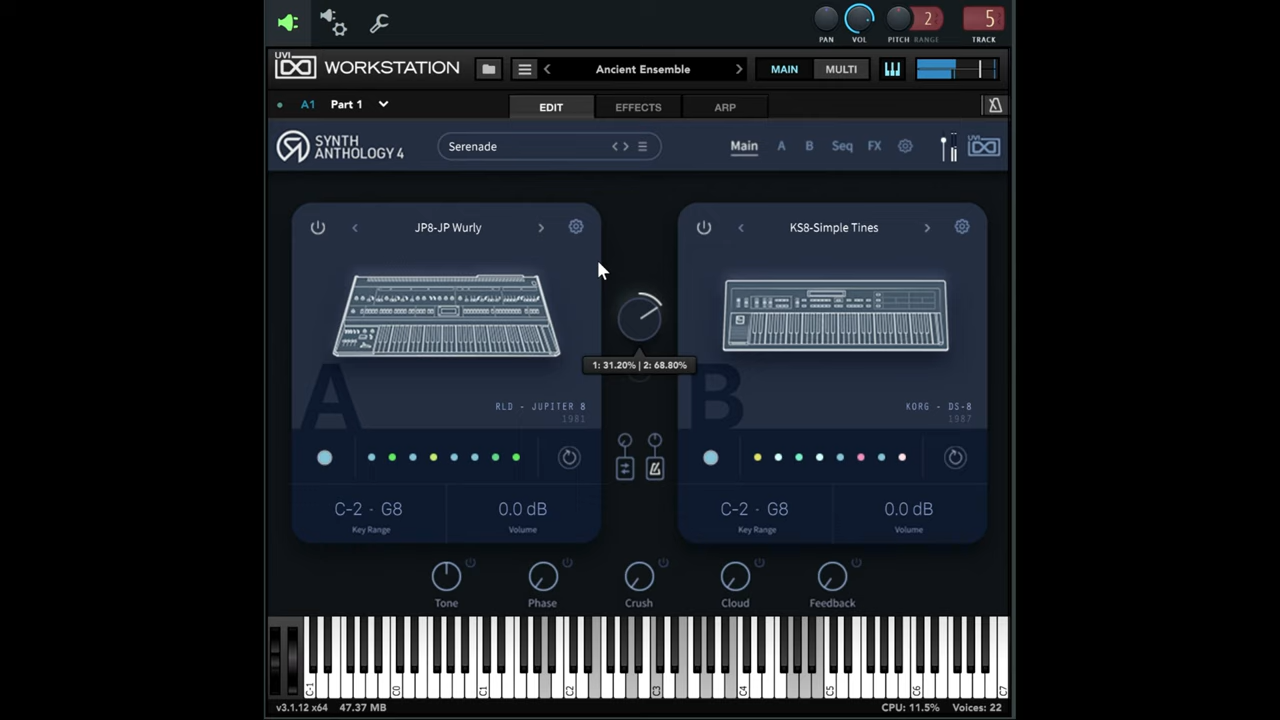 2
5
PAN VOL PITCH RANGE TRACK
UVI WORKSTATION
Ancient Ensemble
MAIN MULTI
A1 Part 1
EDIT EFFECTS ARP
SYNTH
ANTHOLOGY 4
Serenade
Main A B Seq FX
UVI
JP8-JP Wurly
KS8-Simple Tines
1: 31.20% | 2: 68.80%
A
RLD - JUPITER 8
1981
B
KORG - DS-8
1987
C-2 - G8
Key Range
0.0 dB
Volume
C-2 - G8
Key Range
0.0 dB
Volume
Tone Phase Crush Cloud Feedback
C-1 C0 C1 C2 C3 C4 C5 C6 C7
v3.1.12 x64 47.37 MB CPU: 11.5% Voices: 22